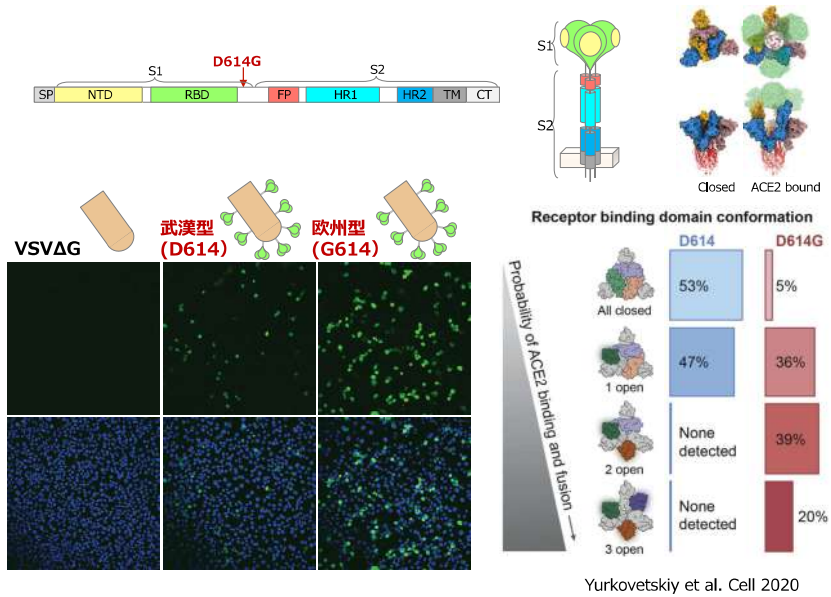 D614G
S1
S2
SP
NTD
RBD
FP
HR1
HR2
TM
CT
S1
S2
Closed
ACE2 bound
VSVΔG
武漢型
(D614）
欧州型
(G614）
Receptor binding domain conformation
D614
D614G
Probability of ACE2 binding and fusion
All closed
53%
5%
1 open
47%
36%
2 open
None
detected
39%
3 open
None
detected
20%
Yurkovetskiy et al. Cell 2020